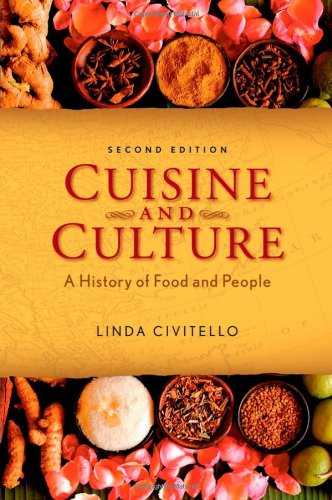 SECOND EDITION
CUISINE
AND
CULTURE
A History of Food and People
LINDA CIVITELLO